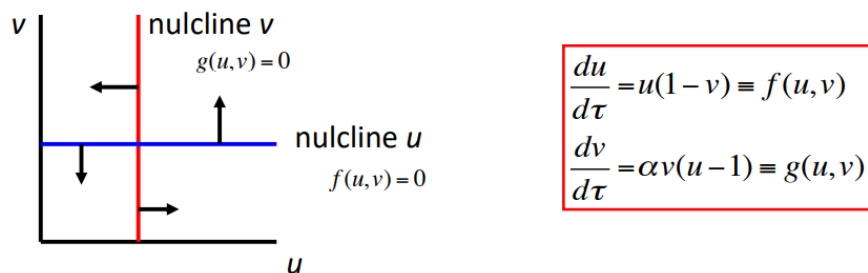 v
nulcline v
g(u,v)=0
nulcline u
f(u,v)=0
u
du/dτ=u(1−v)≡f(u,v)
dv/dτ=αv(u−1)≡g(u,v)